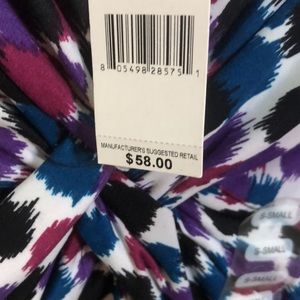 8 05498 28575 1
MANUFACTURER'S SUGGESTED RETAIL
$58.00
S-SMALL
S-SMALL
S-SMALL